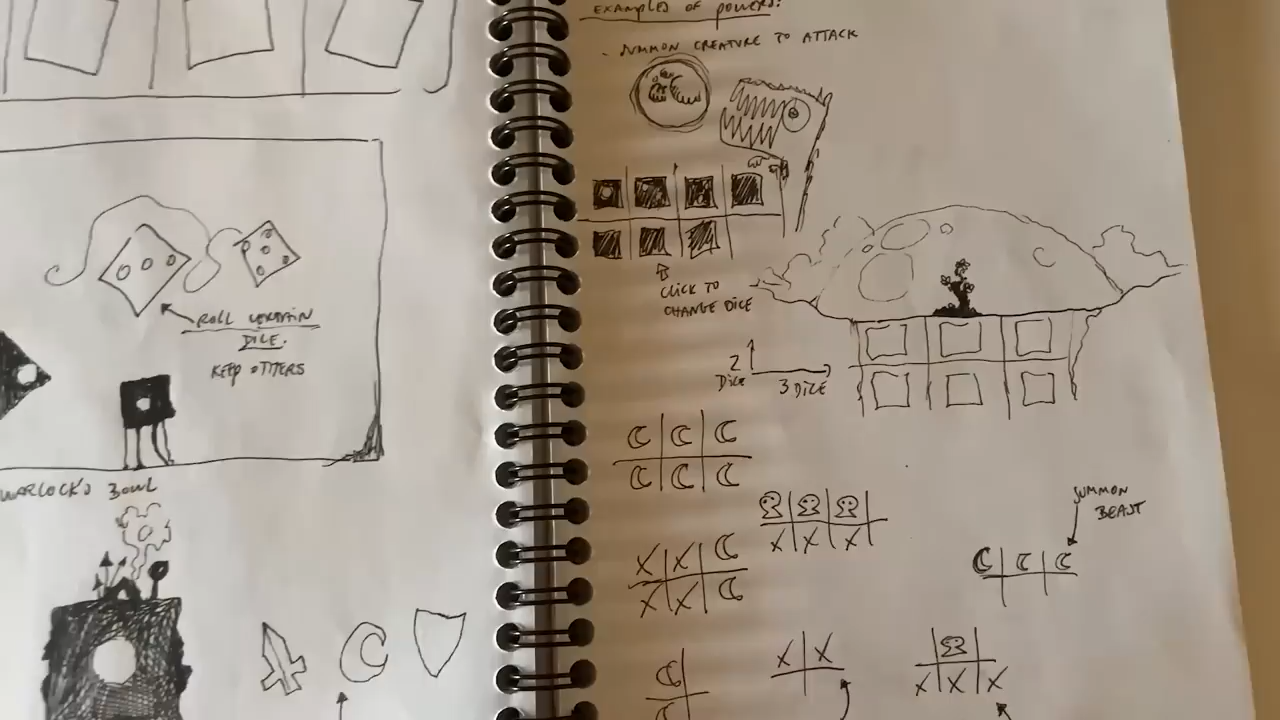 ROLL CERTAIN
DICE.
KEEP OTHERS
WARLOCK'S BOWL
EXAMPLES OF POWERS:
- SUMMON CREATURE TO ATTACK
CLICK TO
CHANGE DICE
2
DICE
3 DICE
SUMMON
BEAST